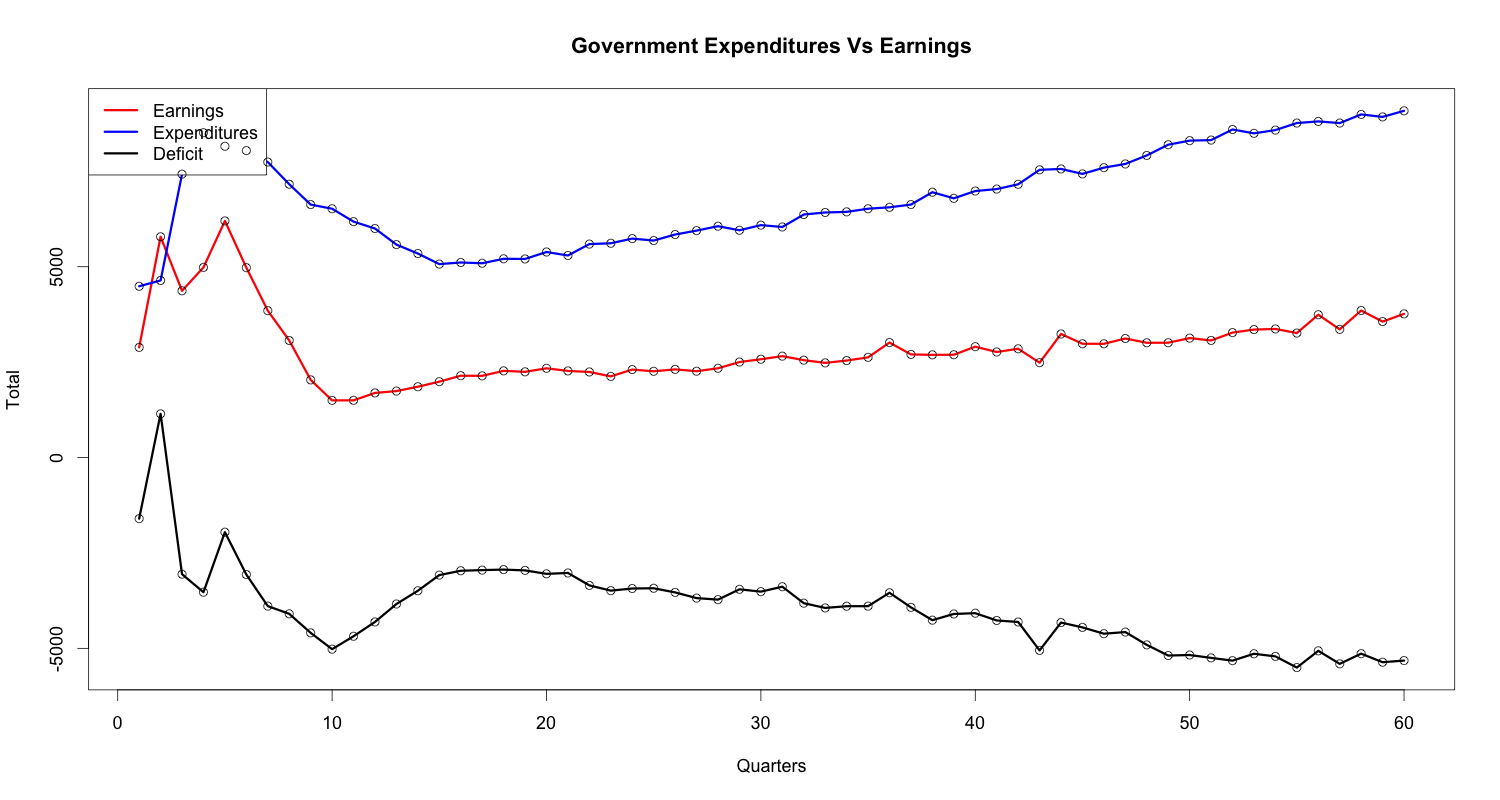 Government Expenditures Vs Earnings
Earnings
Expenditures
Deficit
5000
0
-5000
Total
0 10 20 30 40 50 60
Quarters